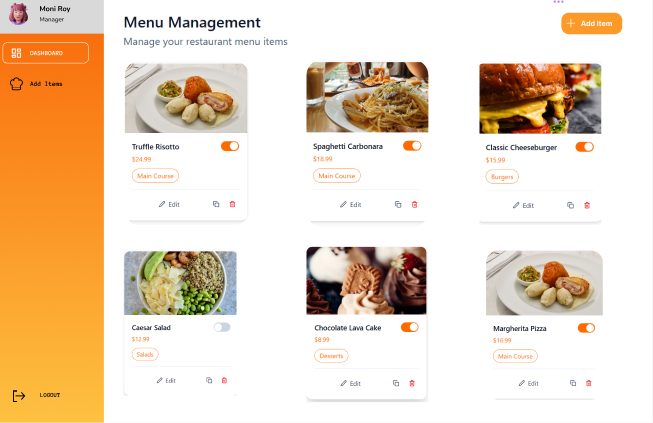 Moni Roy
Manager
DASHBOARD
Add Items
LOGOUT
Menu Management
Manage your restaurant menu items
Add Item
Truffle Risotto
$24.99
Main Course
Edit
Spaghetti Carbonara
$18.99
Main Course
Edit
Classic Cheeseburger
$15.99
Burgers
Edit
Caesar Salad
$12.99
Salads
Edit
Chocolate Lava Cake
$8.99
Desserts
Edit
Margherita Pizza
$16.99
Main Course
Edit